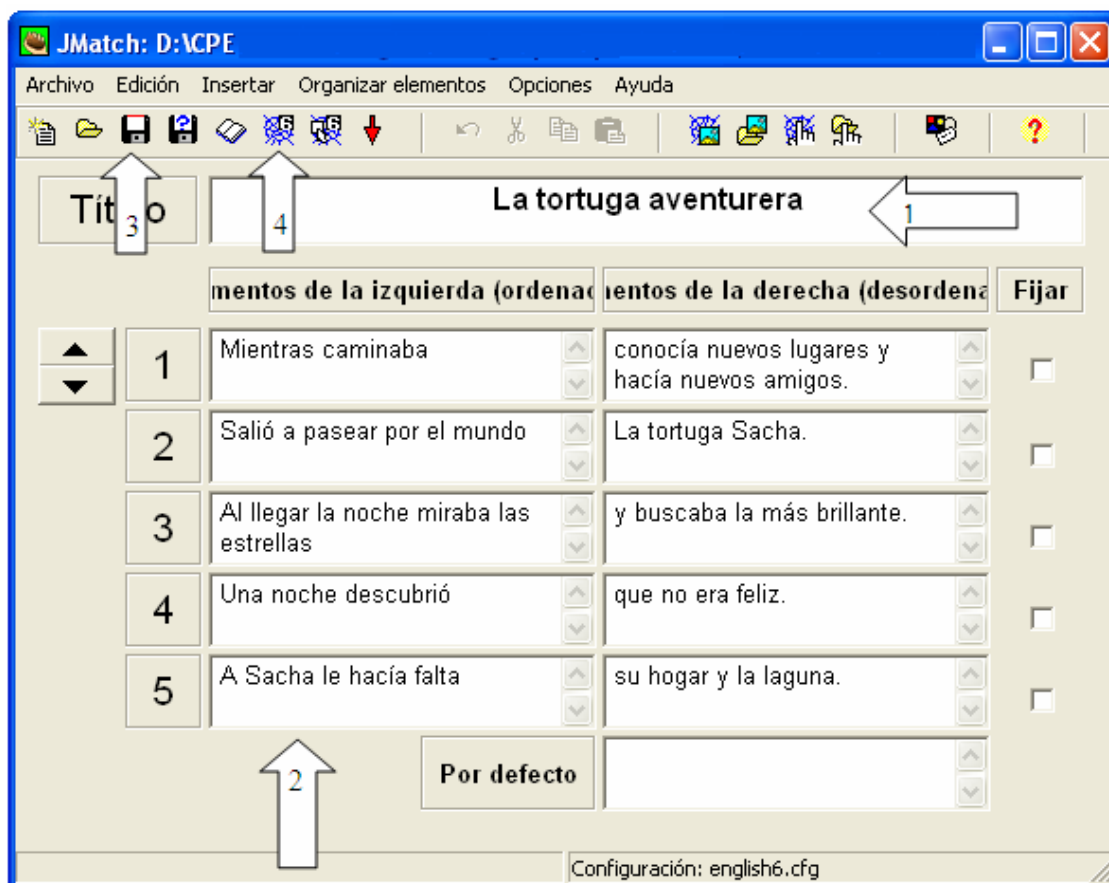 JMatch: D:\CPE
Archivo Edición Insertar Organizar elementos Opciones Ayuda
3
4
Título
La tortuga aventurera
1
mentos de la izquierda (ordenad
entos de la derecha (desordena
Fijar
1
Mientras caminaba
conocía nuevos lugares y
hacía nuevos amigos.
2
Salió a pasear por el mundo
La tortuga Sacha.
3
Al llegar la noche miraba las
estrellas
y buscaba la más brillante.
4
Una noche descubrió
que no era feliz.
5
A Sacha le hacía falta
su hogar y la laguna.
2
Por defecto
Configuración: english6.cfg